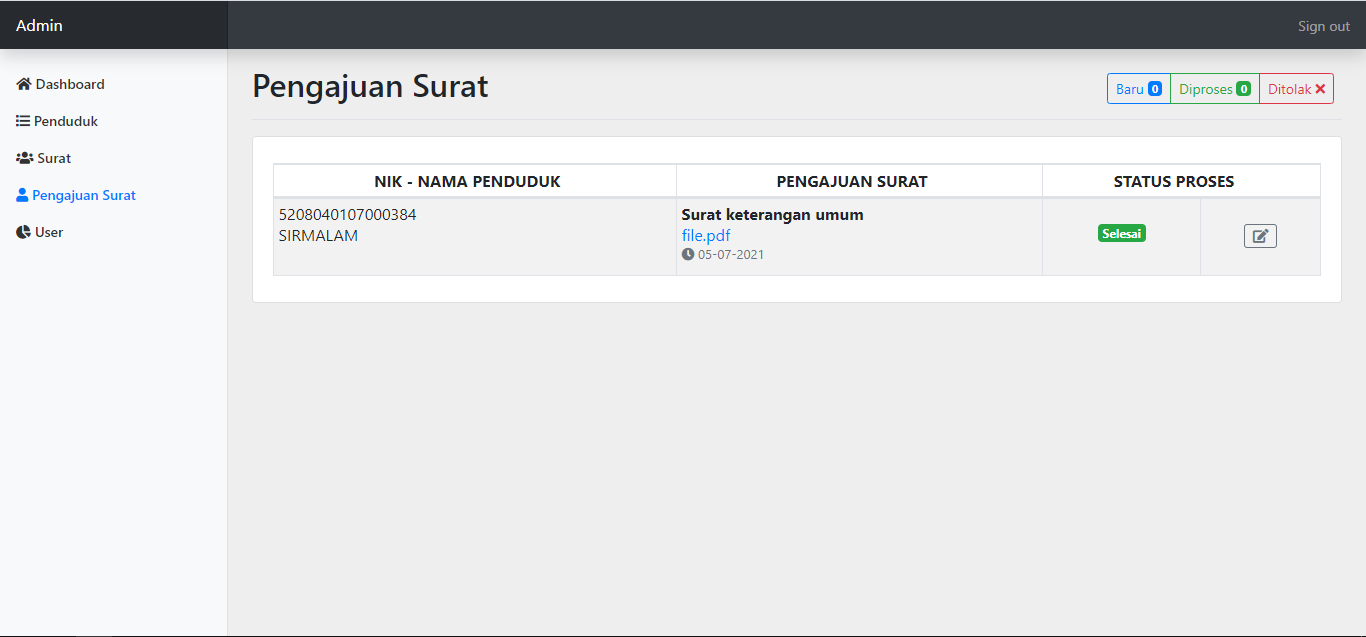 Admin
Sign out
Dashboard
Penduduk
Surat
Pengajuan Surat
User
Pengajuan Surat
Baru 0 Diproses 0 Ditolak
NIK - NAMA PENDUDUK PENGAJUAN SURAT STATUS PROSES
5208040107000384
SIRMALAM
Surat keterangan umum
file.pdf
05-07-2021
Selesai